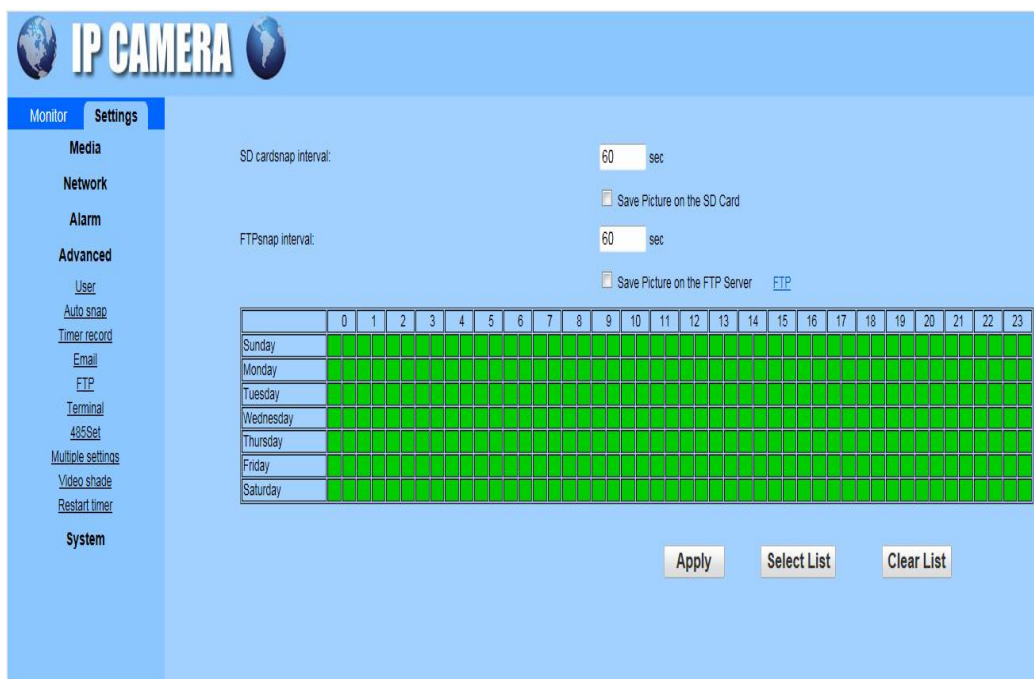 IP CAMERA
Monitor Settings
Media
Network
Alarm
Advanced
User
Auto snap
Timer record
Email
FTP
Terminal
485Set
Multiple settings
Video shade
Restart timer
System
SD cardsnap interval: 60 sec
Save Picture on the SD Card
FTPsnap interval: 60 sec
Save Picture on the FTP Server FTP
0 1 2 3 4 5 6 7 8 9 10 11 12 13 14 15 16 17 18 19 20 21 22 23
Sunday
Monday
Tuesday
Wednesday
Thursday
Friday
Saturday
Apply Select List Clear List